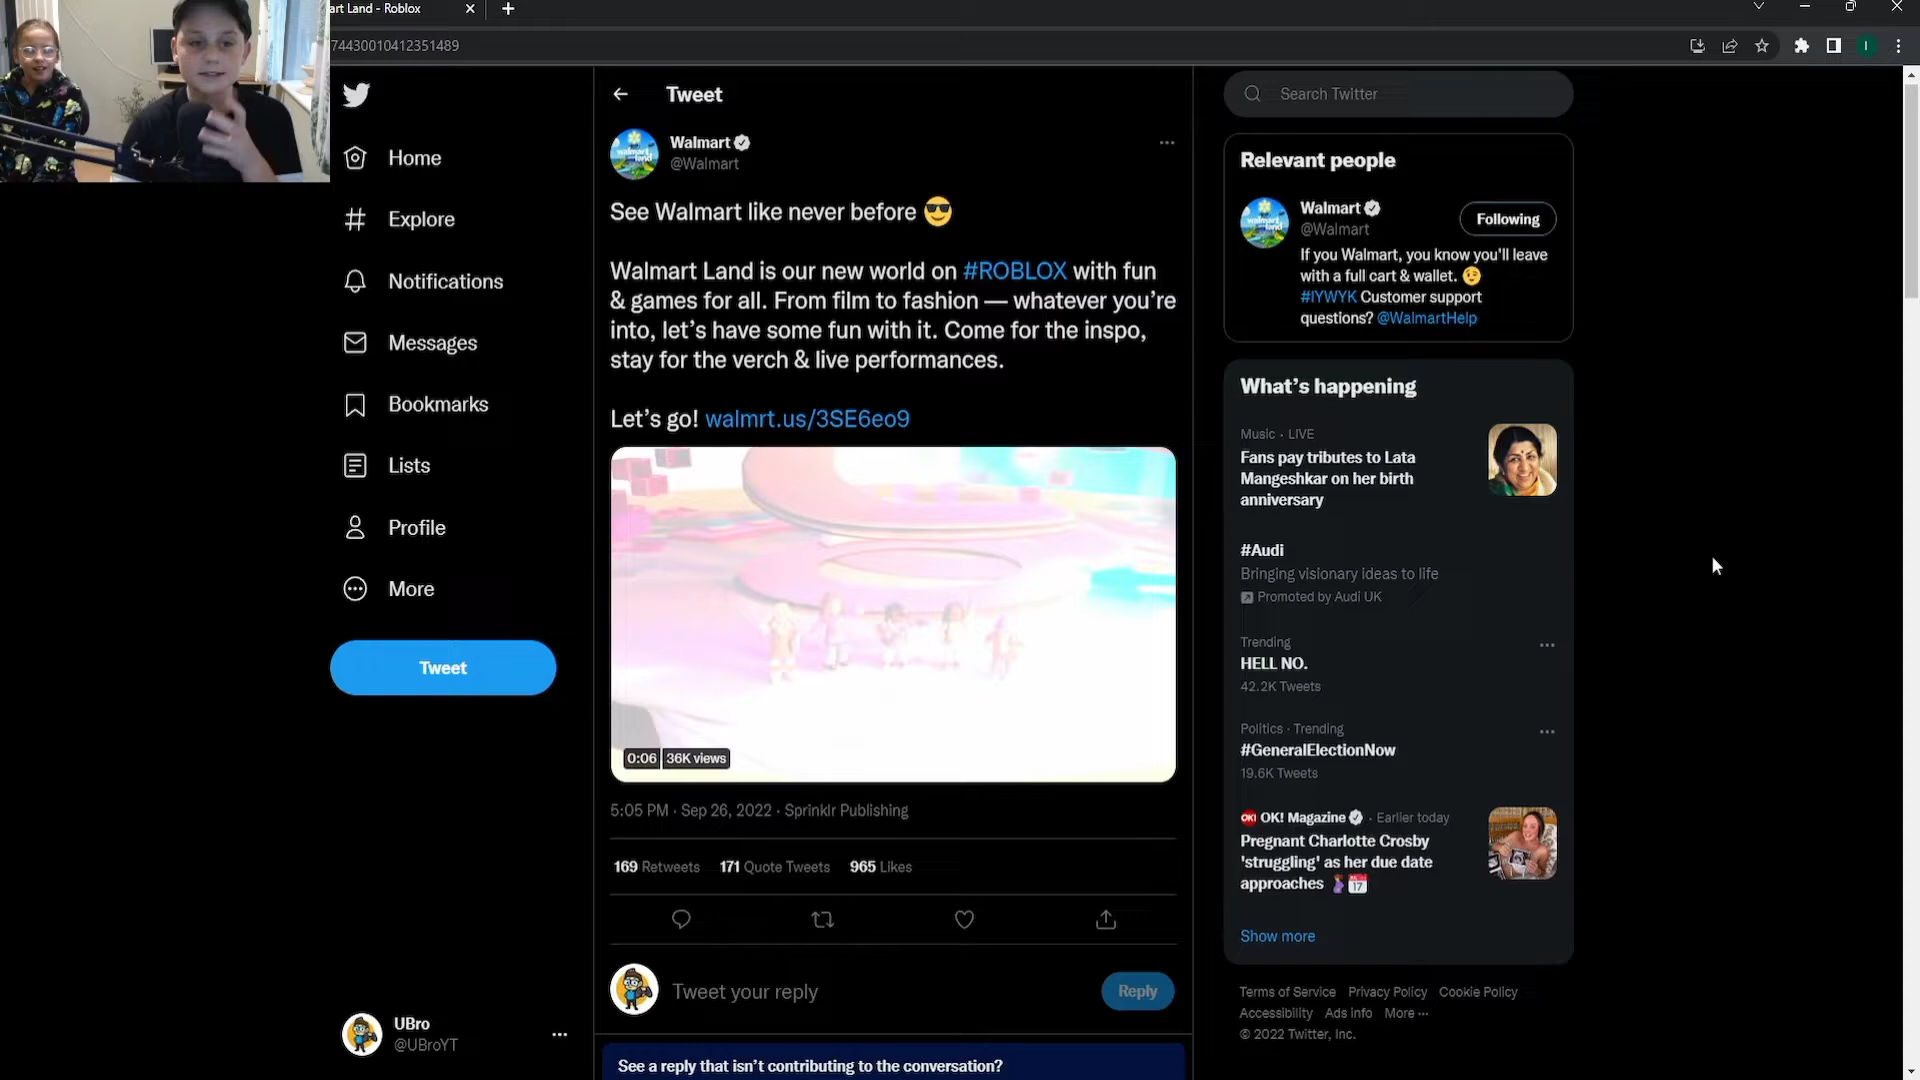 art Land - Roblox
74430010412351489
Home
Explore
Notifications
Messages
Bookmarks
Lists
Profile
More
Tweet
UBro
@UBroYT
Tweet
Walmart
@Walmart
See Walmart like never before 😎
Walmart Land is our new world on #ROBLOX with fun
& games for all. From film to fashion — whatever you're
into, let's have some fun with it. Come for the inspo,
stay for the verch & live performances.
Let's go! walmrt.us/3SE6eo9
0:06 36K views
5:05 PM · Sep 26, 2022 · Sprinklr Publishing
169 Retweets 171 Quote Tweets 965 Likes
Tweet your reply
Reply
See a reply that isn't contributing to the conversation?
Search Twitter
Relevant people
Walmart
@Walmart
Following
If you Walmart, you know you'll leave
with a full cart & wallet. 😉
#IYWYK Customer support
questions? @WalmartHelp
What's happening
Music · LIVE
Fans pay tributes to Lata
Mangeshkar on her birth
anniversary
#Audi
Bringing visionary ideas to life
Promoted by Audi UK
Trending
HELL NO.
42.2K Tweets
Politics · Trending
#GeneralElectionNow
19.6K Tweets
OK! OK! Magazine · Earlier today
Pregnant Charlotte Crosby
'struggling' as her due date
approaches 🤰📅
Show more
Terms of Service Privacy Policy Cookie Policy
Accessibility Ads info More ···
© 2022 Twitter, Inc.